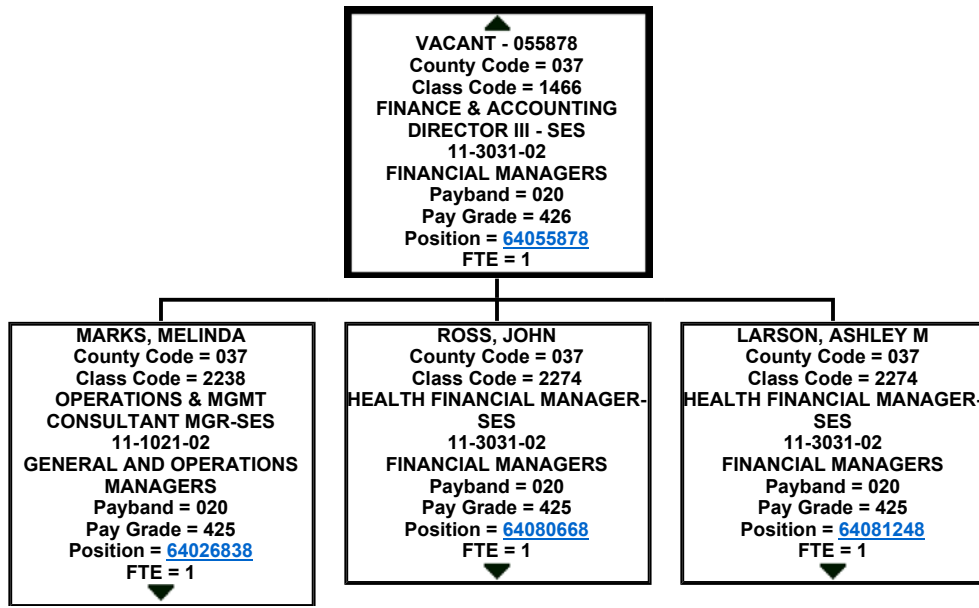 VACANT - 055878
County Code = 037
Class Code = 1466
FINANCE & ACCOUNTING
DIRECTOR III - SES
11-3031-02
FINANCIAL MANAGERS
Payband = 020
Pay Grade = 426
Position = 64055878
FTE = 1
MARKS, MELINDA
County Code = 037
Class Code = 2238
OPERATIONS & MGMT
CONSULTANT MGR-SES
11-1021-02
GENERAL AND OPERATIONS
MANAGERS
Payband = 020
Pay Grade = 425
Position = 64026838
FTE = 1
ROSS, JOHN
County Code = 037
Class Code = 2274
HEALTH FINANCIAL MANAGER-
SES
11-3031-02
FINANCIAL MANAGERS
Payband = 020
Pay Grade = 425
Position = 64080668
FTE = 1
LARSON, ASHLEY M
County Code = 037
Class Code = 2274
HEALTH FINANCIAL MANAGER-
SES
11-3031-02
FINANCIAL MANAGERS
Payband = 020
Pay Grade = 425
Position = 64081248
FTE = 1